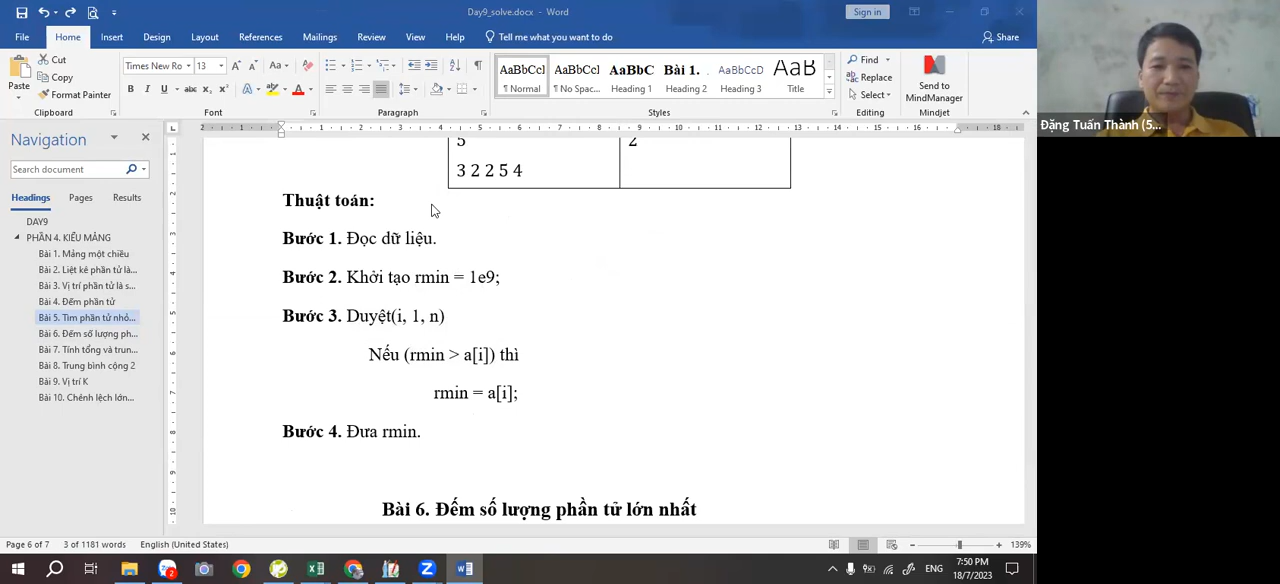 Day9_solve.docx - Word
Sign in
File
Home
Insert
Design
Layout
References
Mailings
Review
View
Help
Tell me what you want to do
Share
Paste
Cut
Copy
Format Painter
Clipboard
Times New Ro
13
Font
Paragraph
AaBbCcl
AaBbCcl
AaBbC
Bài 1.
AaBbCcD
AaB
¶ Normal
¶ No Spac...
Heading 1
Heading 2
Heading 3
Title
Styles
Find
Replace
Select
Editing
Send to
MindManager
Mindjet
Đặng Tuấn Thành (5...
Navigation
Search document
Headings
Pages
Results
DAY9
PHẦN 4. KIỂU MẢNG
Bài 1. Mảng một chiều
Bài 2. Liệt kê phần tử là...
Bài 3. Vị trí phần tử là s...
Bài 4. Đếm phần tử
Bài 5. Tìm phần tử nhỏ...
Bài 6. Đếm số lượng ph...
Bài 7. Tính tổng và trun...
Bài 8. Trung bình cộng 2
Bài 9. Vị trí K
Bài 10. Chênh lệch lớn...
5
2
3 2 2 5 4
Thuật toán:
Bước 1. Đọc dữ liệu.
Bước 2. Khởi tạo rmin = 1e9;
Bước 3. Duyệt(i, 1, n)
Nếu (rmin > a[i]) thì
rmin = a[i];
Bước 4. Đưa rmin.
Bài 6. Đếm số lượng phần tử lớn nhất
Page 6 of 7
3 of 1181 words
English (United States)
139%
ENG
7:50 PM
18/7/2023